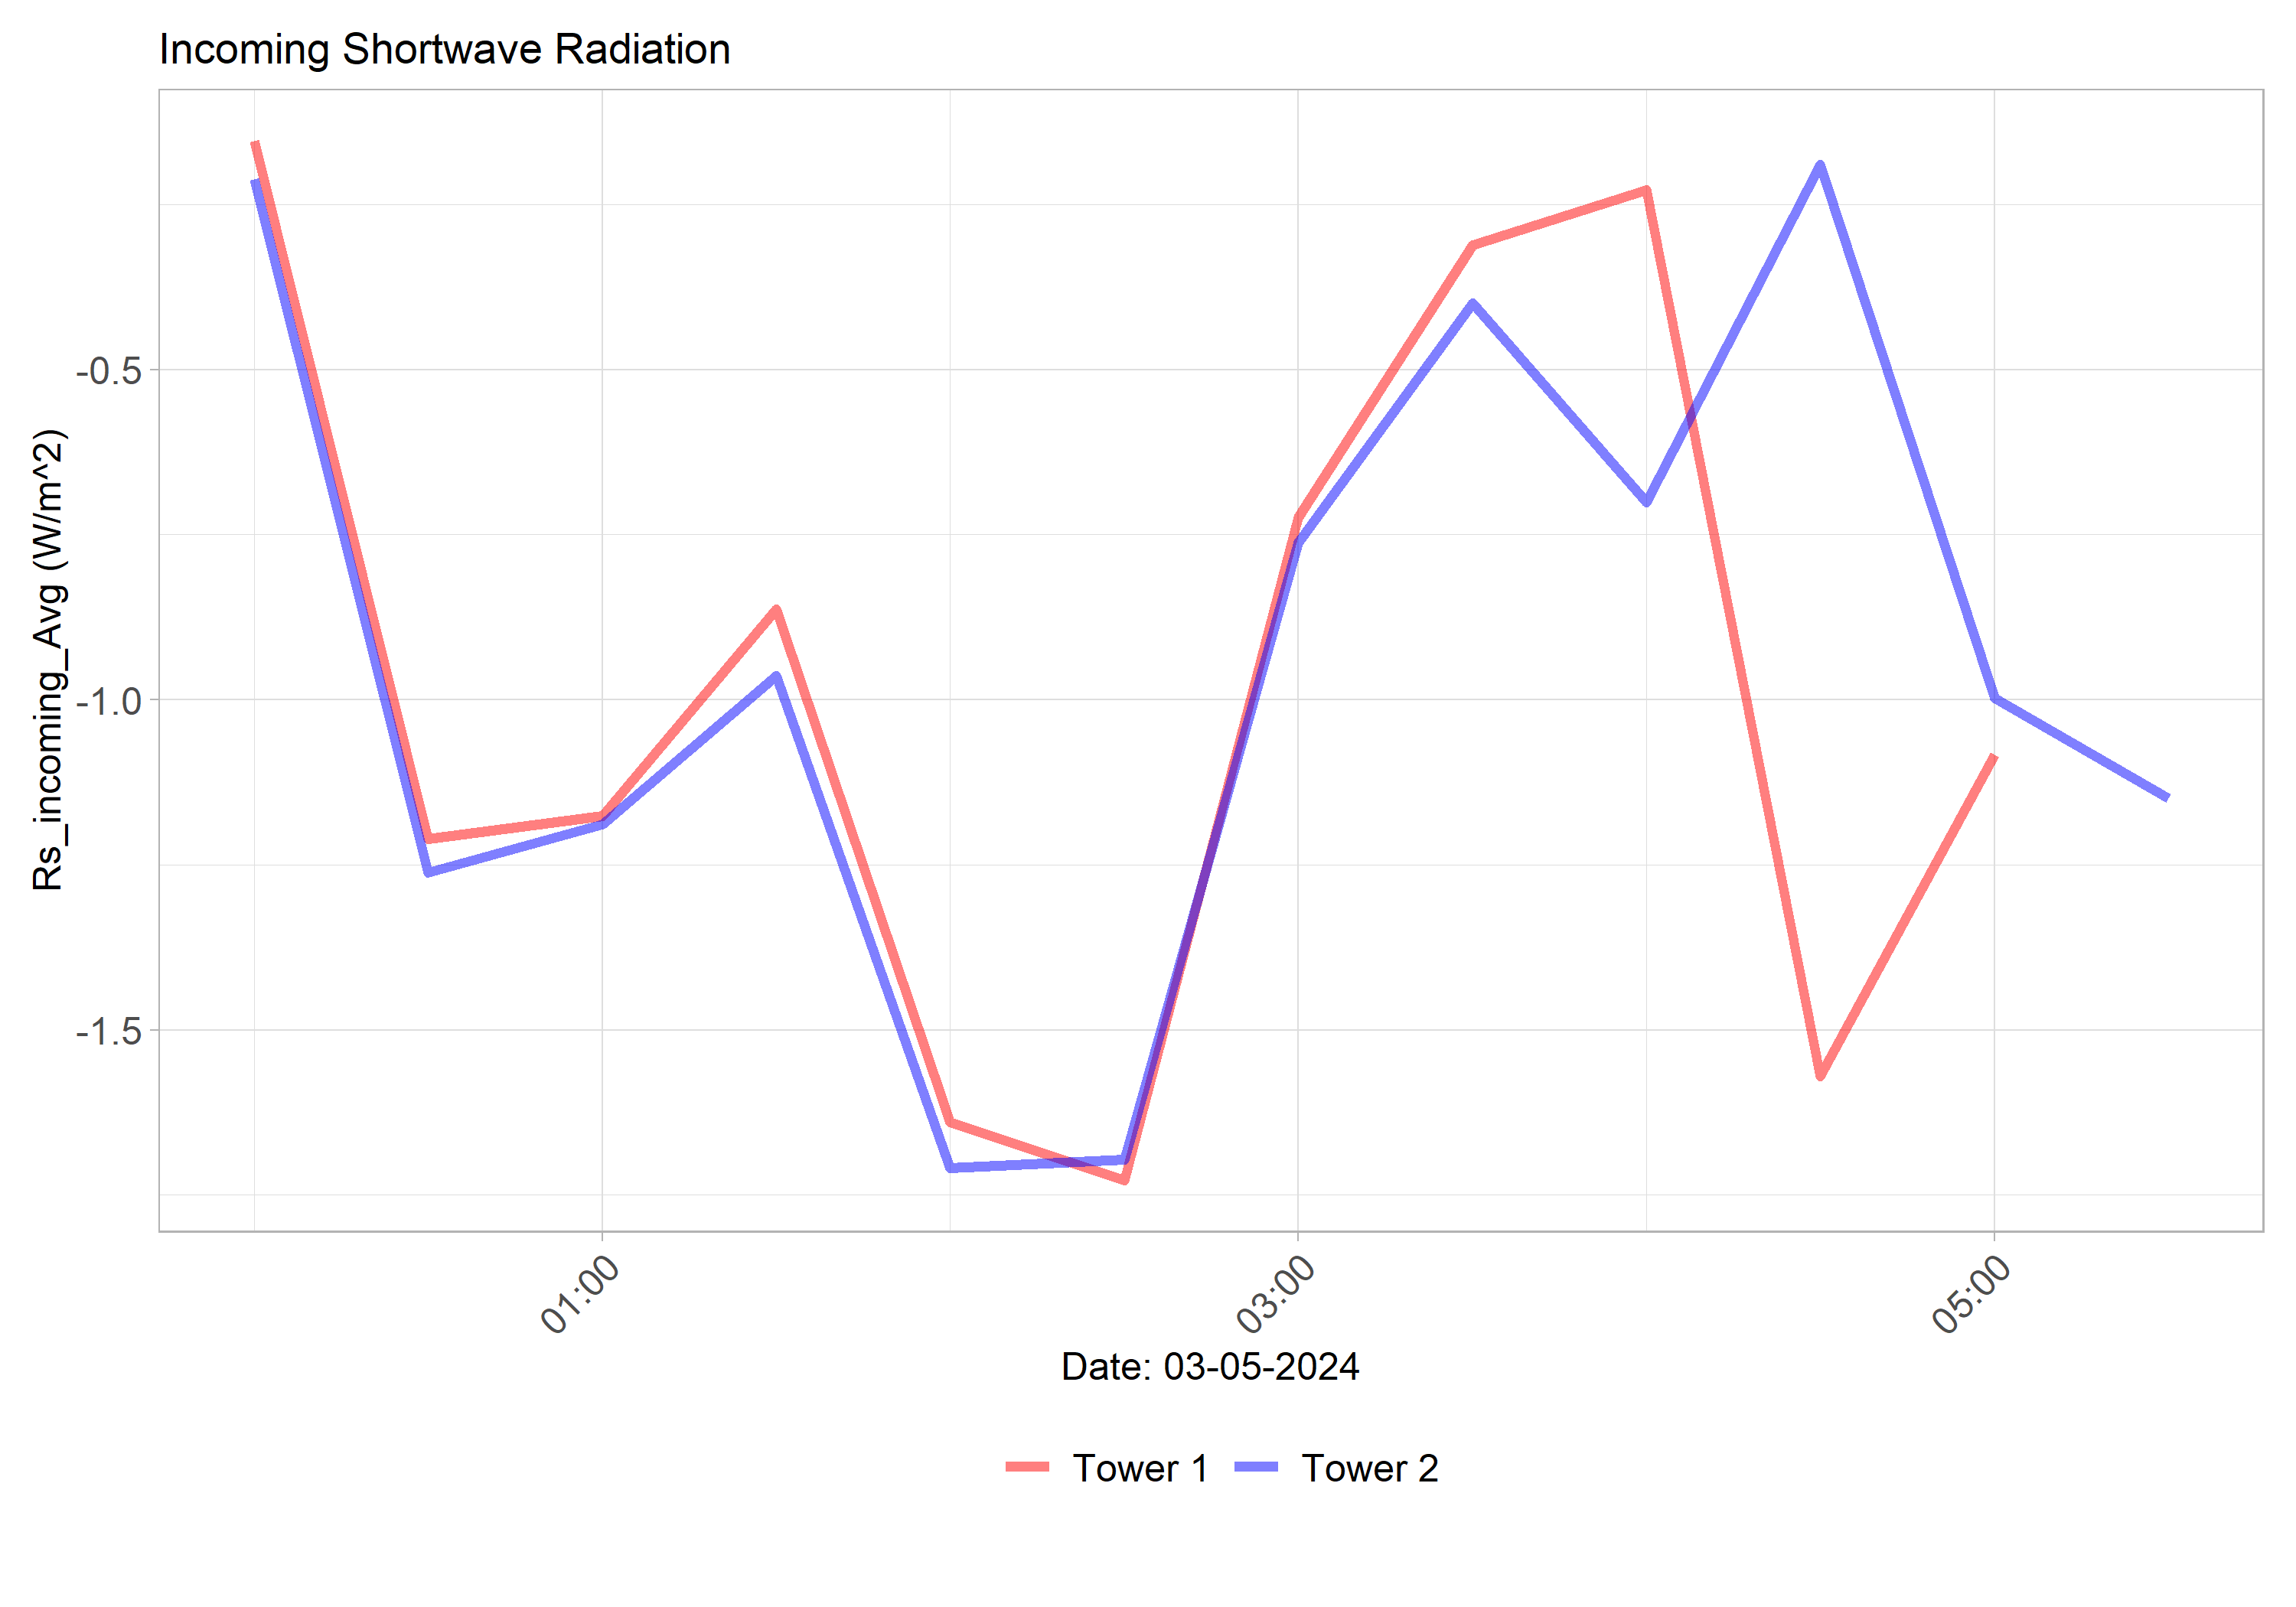 Incoming Shortwave Radiation
Rs_incoming_Avg (W/m^2)
-0.5
-1.0
-1.5
01:00
03:00
05:00
Date: 03-05-2024
Tower 1
Tower 2